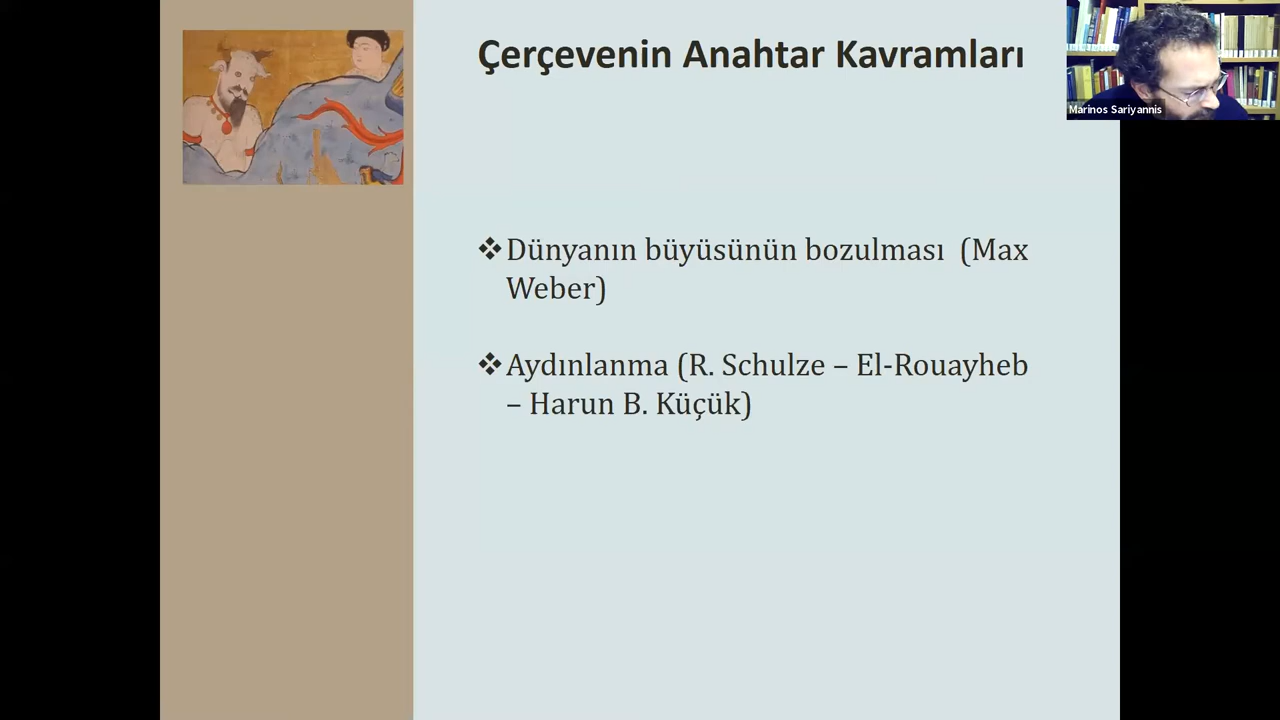 Çerçevenin Anahtar Kavramları
Marinos Sariyannis
❖Dünyanın büyüsünün bozulması  (Max
Weber)
❖Aydınlanma (R. Schulze – El-Rouayheb
– Harun B. Küçük)